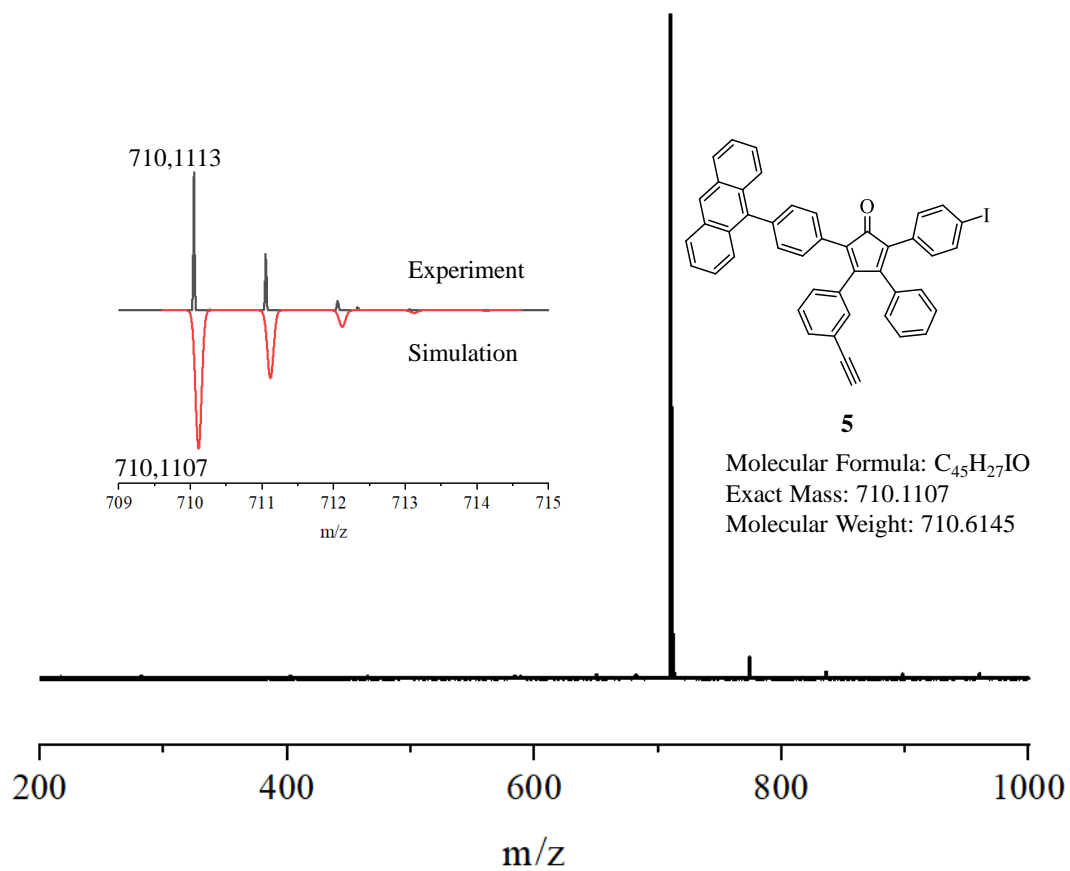 710,1113
Experiment
Simulation
710,1107
709 710 711 712 713 714 715
m/z
O
I
5
Molecular Formula: C₄₅H₂₇IO
Exact Mass: 710.1107
Molecular Weight: 710.6145
200 400 600 800 1000
m/z